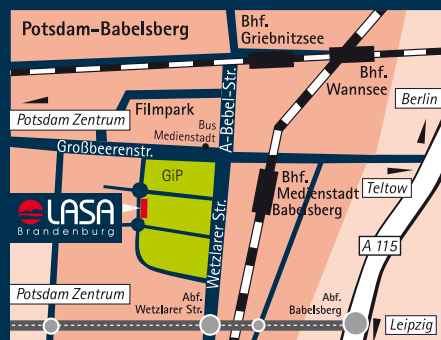 Potsdam-Babelsberg
Bhf.
Griebnitzsee
Bhf.
Wannsee
Berlin
Filmpark
A-Bebel-Str.
Potsdam Zentrum
Bus
Medienstadt
Großbeerenstr.
GiP
Bhf.
Medienstadt
Babelsberg
Teltow
LASA
Brandenburg
Wetzlarer Str.
A 115
Potsdam Zentrum
Abf.
Wetzlarer Str.
Abf.
Babelsberg
Leipzig